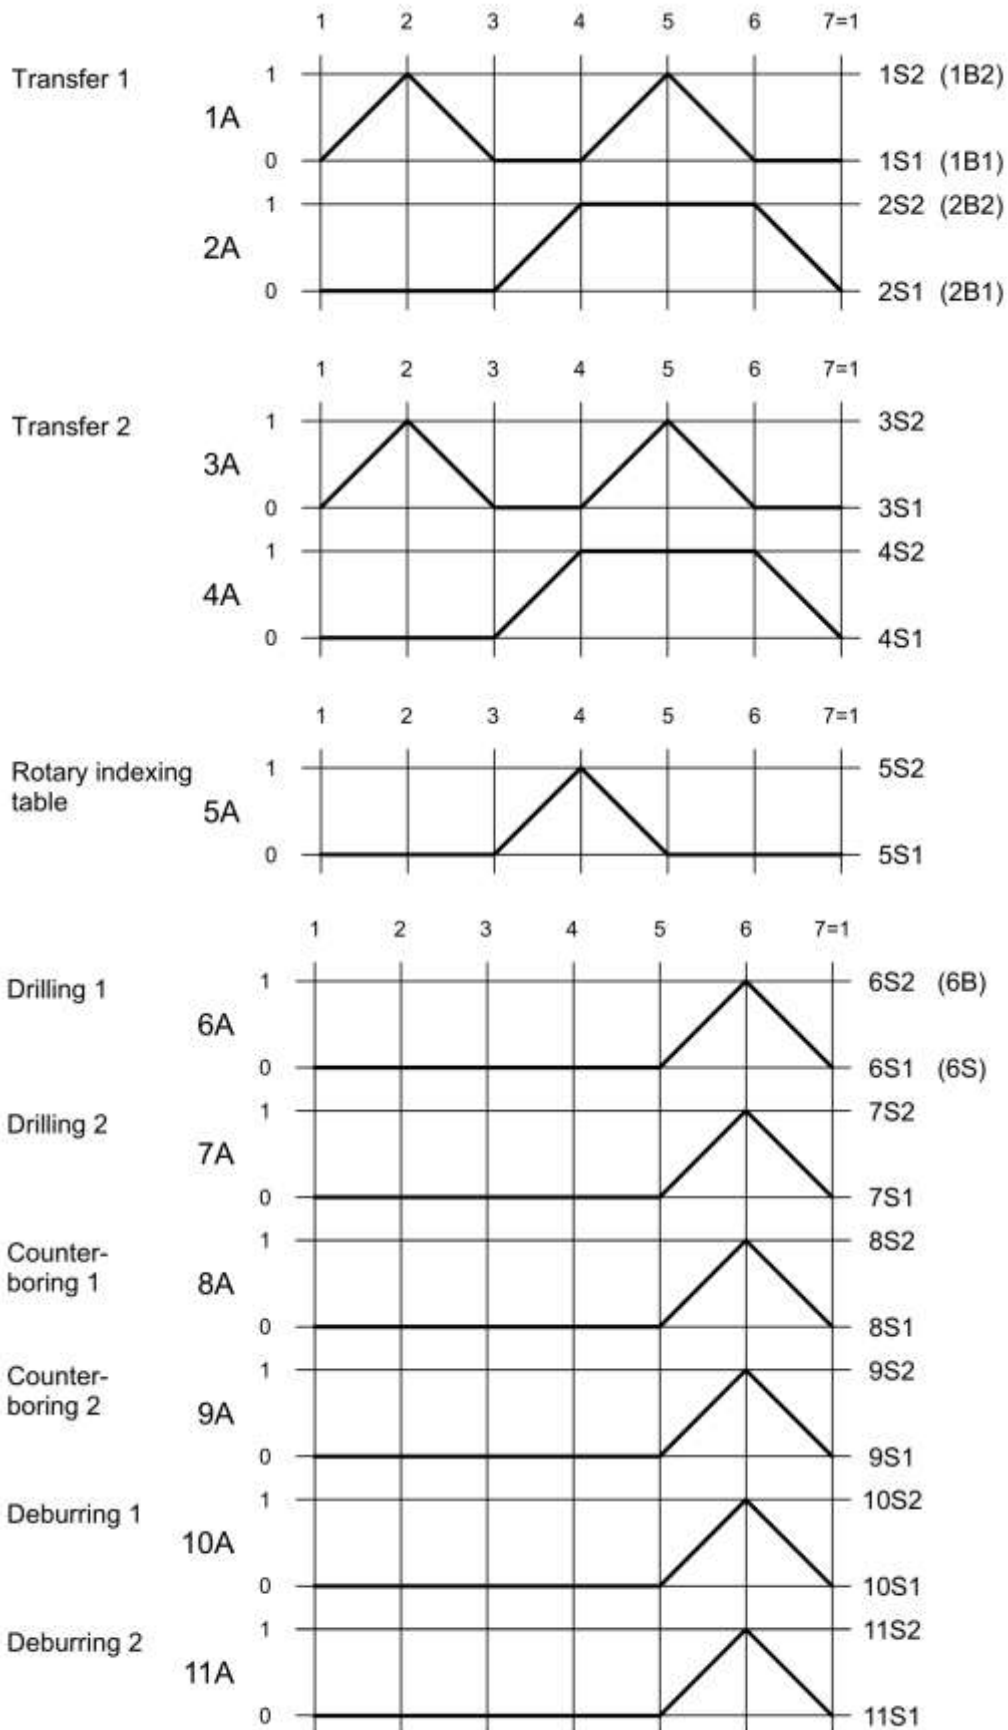 1 2 3 4 5 6 7=1
Transfer 1 1 1S2 (1B2)
1A
0 1S1 (1B1)
1 2S2 (2B2)
2A
0 2S1 (2B1)
1 2 3 4 5 6 7=1
Transfer 2 1 3S2
3A
0 3S1
1 4S2
4A
0 4S1
1 2 3 4 5 6 7=1
Rotary indexing 1 5S2
table
5A
0 5S1
1 2 3 4 5 6 7=1
Drilling 1 1 6S2 (6B)
6A
0 6S1 (6S)
Drilling 2 1 7S2
7A
0 7S1
Counter- 1 8S2
boring 1
8A
0 8S1
Counter- 1 9S2
boring 2
9A
0 9S1
Deburring 1 1 10S2
10A
0 10S1
Deburring 2 1 11S2
11A
0 11S1